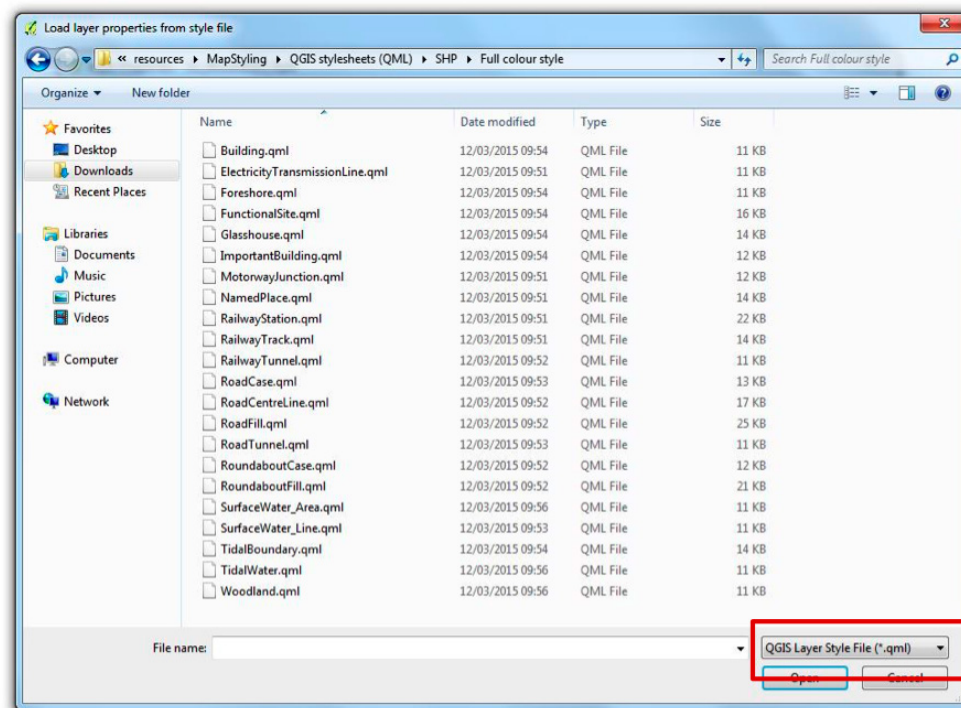 Load layer properties from style file
« resources MapStyling QGIS stylesheets (QML) SHP Full colour style Search Full colour style
Organize New folder
Favorites
Desktop
Downloads
Recent Places
Libraries
Documents
Music
Pictures
Videos
Computer
Network
Name Date modified Type Size
Building.qml 12/03/2015 09:54 QML File 11 KB
ElectricityTransmissionLine.qml 12/03/2015 09:51 QML File 11 KB
Foreshore.qml 12/03/2015 09:54 QML File 11 KB
FunctionalSite.qml 12/03/2015 09:54 QML File 16 KB
Glasshouse.qml 12/03/2015 09:54 QML File 14 KB
ImportantBuilding.qml 12/03/2015 09:54 QML File 12 KB
MotorwayJunction.qml 12/03/2015 09:51 QML File 12 KB
NamedPlace.qml 12/03/2015 09:51 QML File 14 KB
RailwayStation.qml 12/03/2015 09:51 QML File 22 KB
RailwayTrack.qml 12/03/2015 09:51 QML File 14 KB
RailwayTunnel.qml 12/03/2015 09:52 QML File 11 KB
RoadCase.qml 12/03/2015 09:53 QML File 13 KB
RoadCentreLine.qml 12/03/2015 09:52 QML File 17 KB
RoadFill.qml 12/03/2015 09:52 QML File 25 KB
RoadTunnel.qml 12/03/2015 09:53 QML File 11 KB
RoundaboutCase.qml 12/03/2015 09:52 QML File 12 KB
RoundaboutFill.qml 12/03/2015 09:52 QML File 21 KB
SurfaceWater_Area.qml 12/03/2015 09:56 QML File 11 KB
SurfaceWater_Line.qml 12/03/2015 09:53 QML File 11 KB
TidalBoundary.qml 12/03/2015 09:54 QML File 14 KB
TidalWater.qml 12/03/2015 09:56 QML File 11 KB
Woodland.qml 12/03/2015 09:56 QML File 11 KB
File name: QGIS Layer Style File (*.qml)
Open Cancel